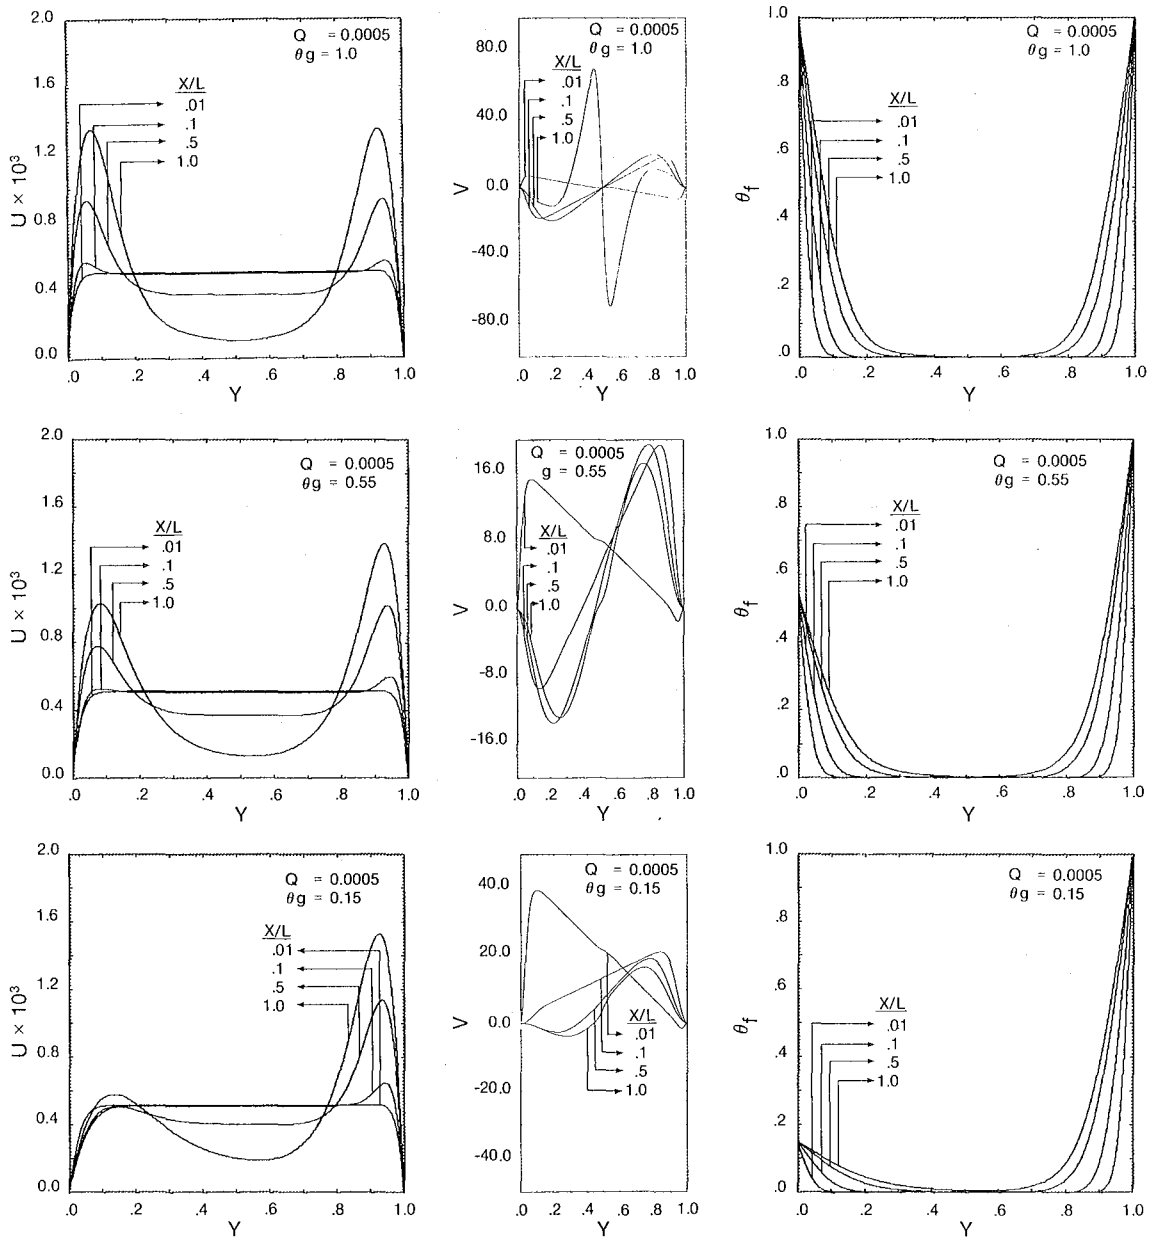 2.0
1.6
1.2
0.8
0.4
0.0
U × 10³
Q = 0.0005
θg = 1.0
X/L
.01
.1
.5
1.0
.0 .2 .4 .6 .8 1.0
Y
80.0
40.0
0.0
-40.0
-80.0
V
Q = 0.0005
θg = 1.0
X/L
.01
.1
.5
1.0
.0 .2 .4 .6 .8 1.0
Y
1.0
.8
.6
.4
.2
.0
θf
Q = 0.0005
θg = 1.0
X/L
.01
.1
.5
1.0
.0 .2 .4 .6 .8 1.0
Y
2.0
1.6
1.2
0.8
0.4
0.0
U × 10³
Q = 0.0005
θg = 0.55
X/L
.01
.1
.5
1.0
.0 .2 .4 .6 .8 1.0
Y
16.0
8.0
0.0
-8.0
-16.0
V
Q = 0.0005
g = 0.55
X/L
.01
.1
.5
1.0
.0 .2 .4 .6 .8 1.0
Y
1.0
.8
.6
.4
.2
.0
θf
Q = 0.0005
θg = 0.55
X/L
.01
.1
.5
1.0
.0 .2 .4 .6 .8 1.0
Y
2.0
1.6
1.2
0.8
0.4
0.0
U × 10³
Q = 0.0005
θg = 0.15
X/L
.01
.1
.5
1.0
.0 .2 .4 .6 .8 1.0
Y
40.0
20.0
0.0
-20.0
-40.0
V
Q = 0.0005
θg = 0.15
X/L
.01
.1
.5
1.0
.0 .2 .4 .6 .8 1.0
Y
1.0
.8
.6
.4
.2
.0
θf
Q = 0.0005
θg = 0.15
X/L
.01
.1
.5
1.0
.0 .2 .4 .6 .8 1.0
Y